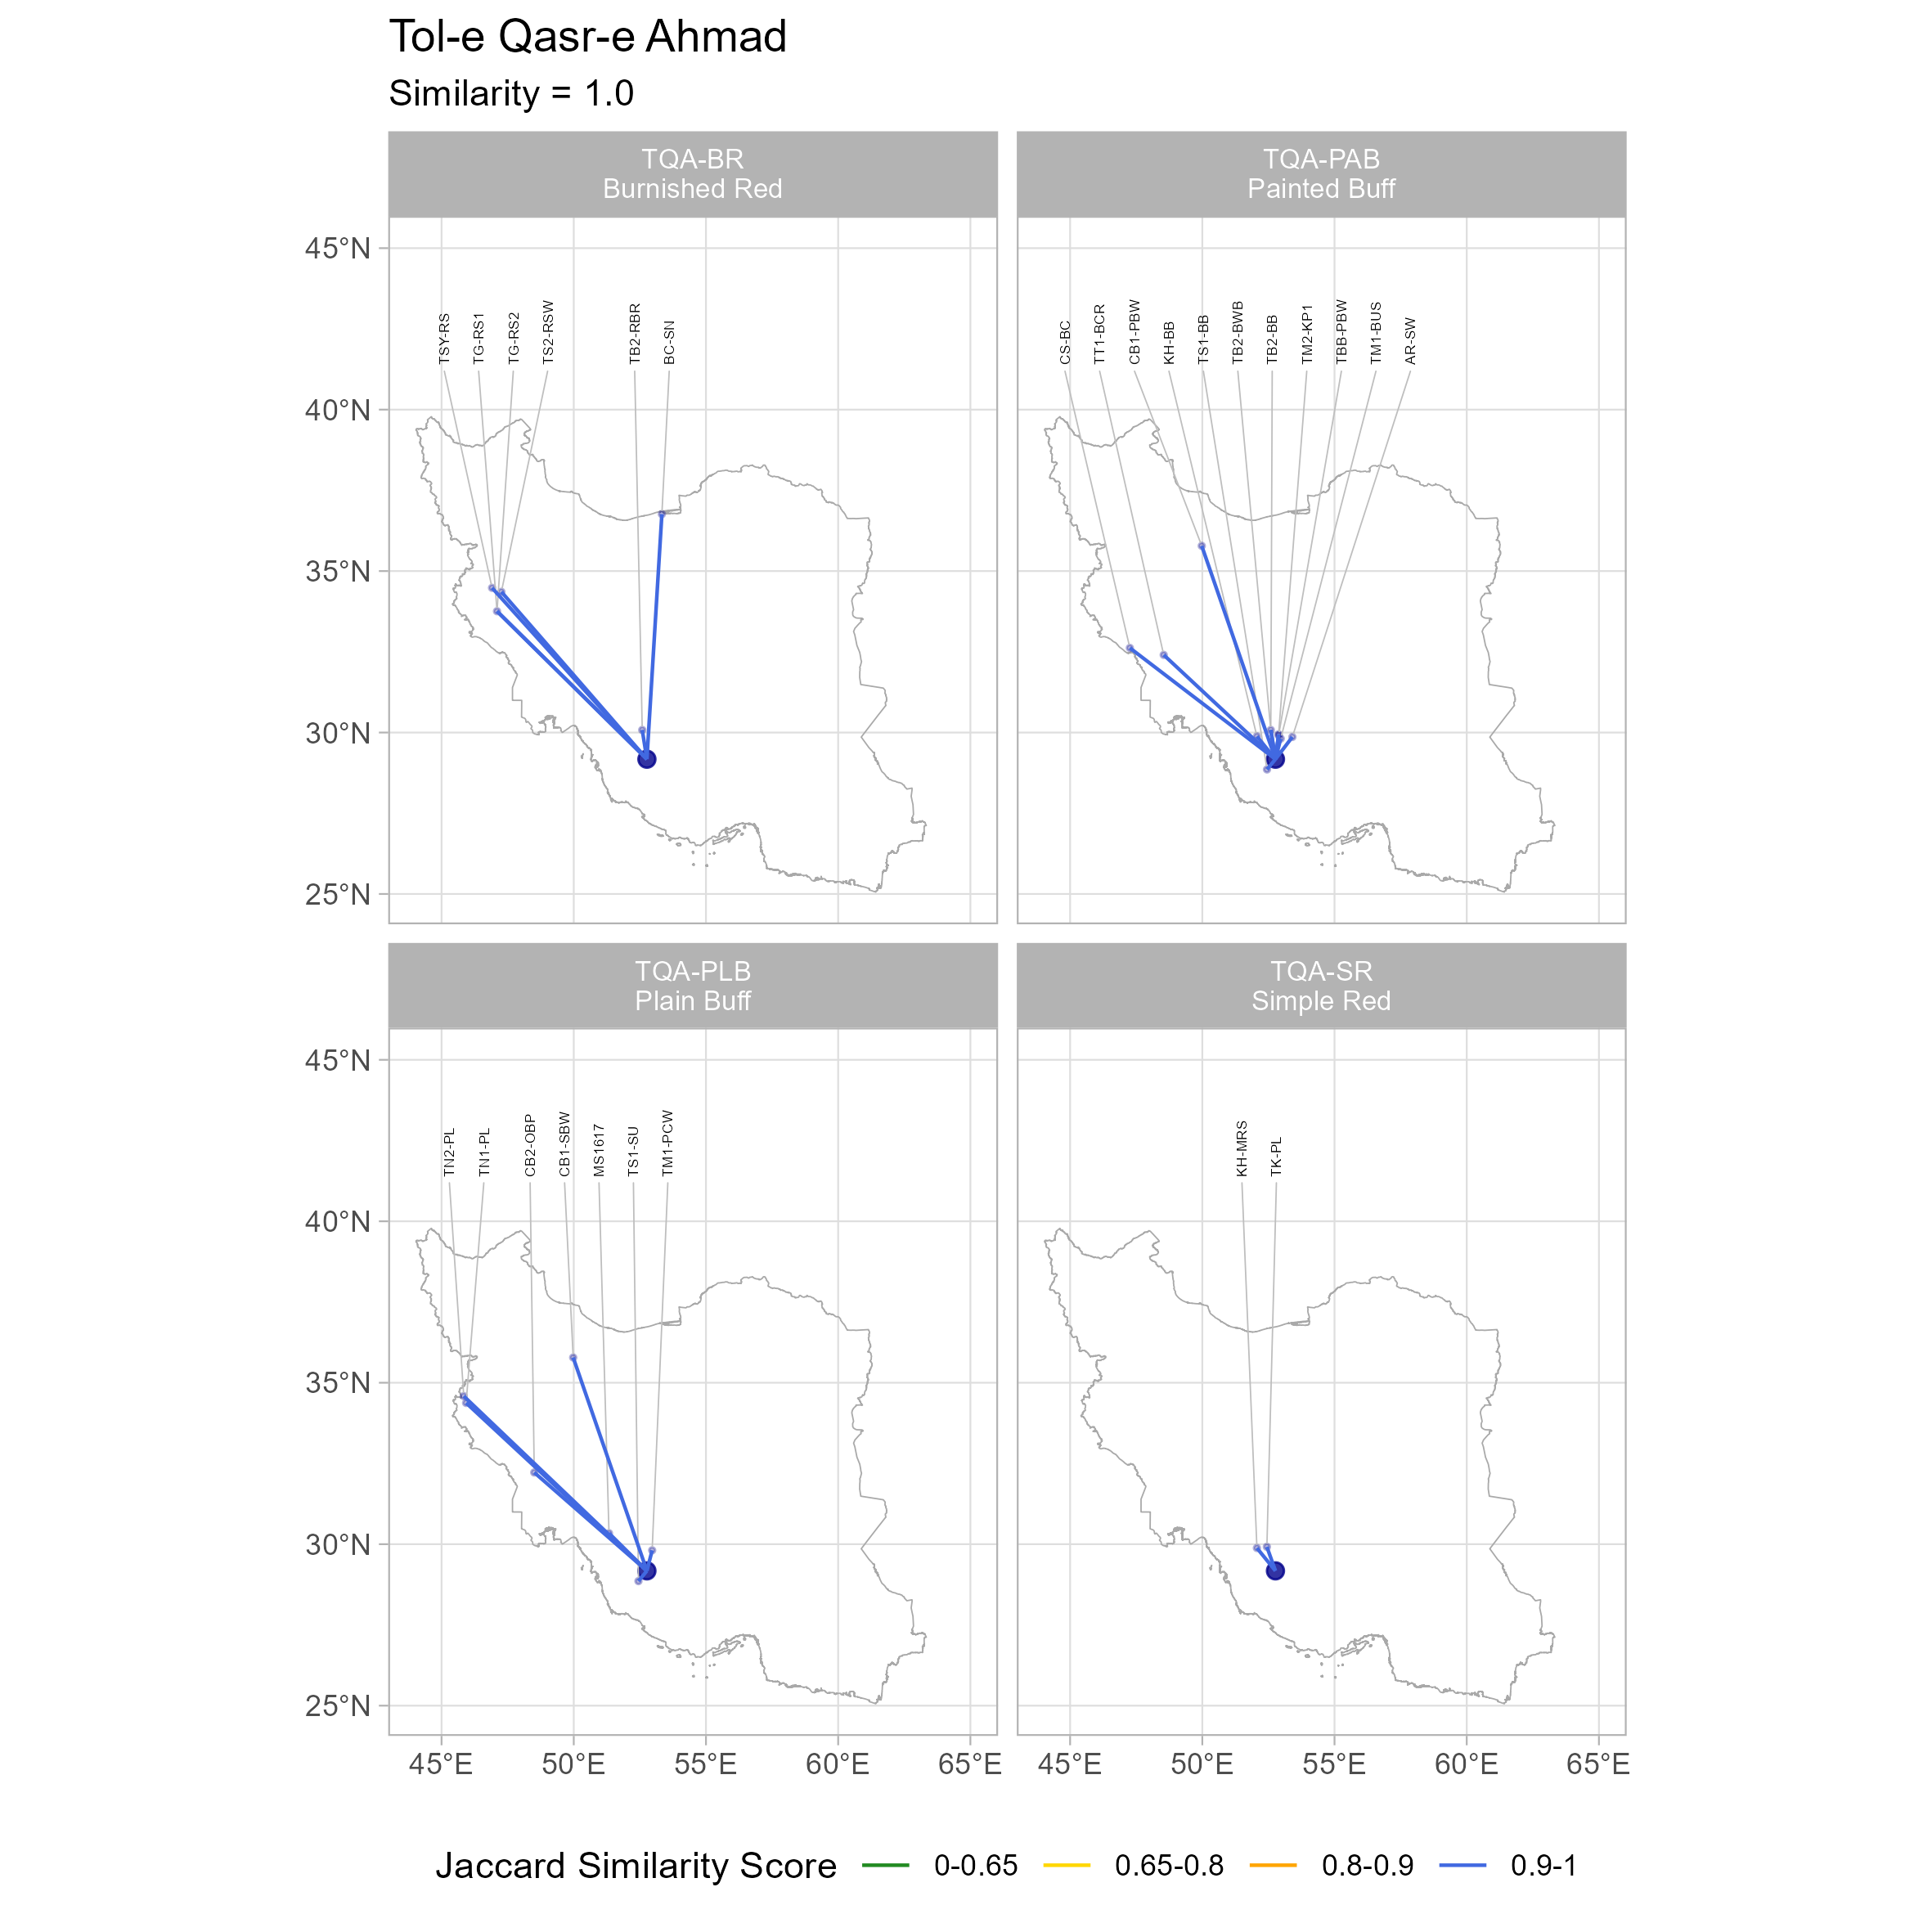 Tol-e Qasr-e Ahmad
Similarity = 1.0
TQA-BR
Burnished Red
TQA-PAB
Painted Buff
45°N
40°N
35°N
30°N
25°N
TSY-RS
TG-RS1
TG-RS2
TS2-RSW
TB2-RBR
BC-SN
CS-BC
TT1-BCR
CB1-PBW
KH-BB
TS1-BB
TB2-BWB
TB2-BB
TM2-KP1
TBB-PBW
TM1-BUS
AR-SW
TQA-PLB
Plain Buff
TQA-SR
Simple Red
45°N
40°N
35°N
30°N
25°N
TN2-PL
TN1-PL
CB2-OBP
CB1-SBW
MS1617
TS1-SU
TM1-PCW
KH-MRS
TK-PL
45°E 50°E 55°E 60°E 65°E
45°E 50°E 55°E 60°E 65°E
Jaccard Similarity Score 0-0.65 0.65-0.8 0.8-0.9 0.9-1